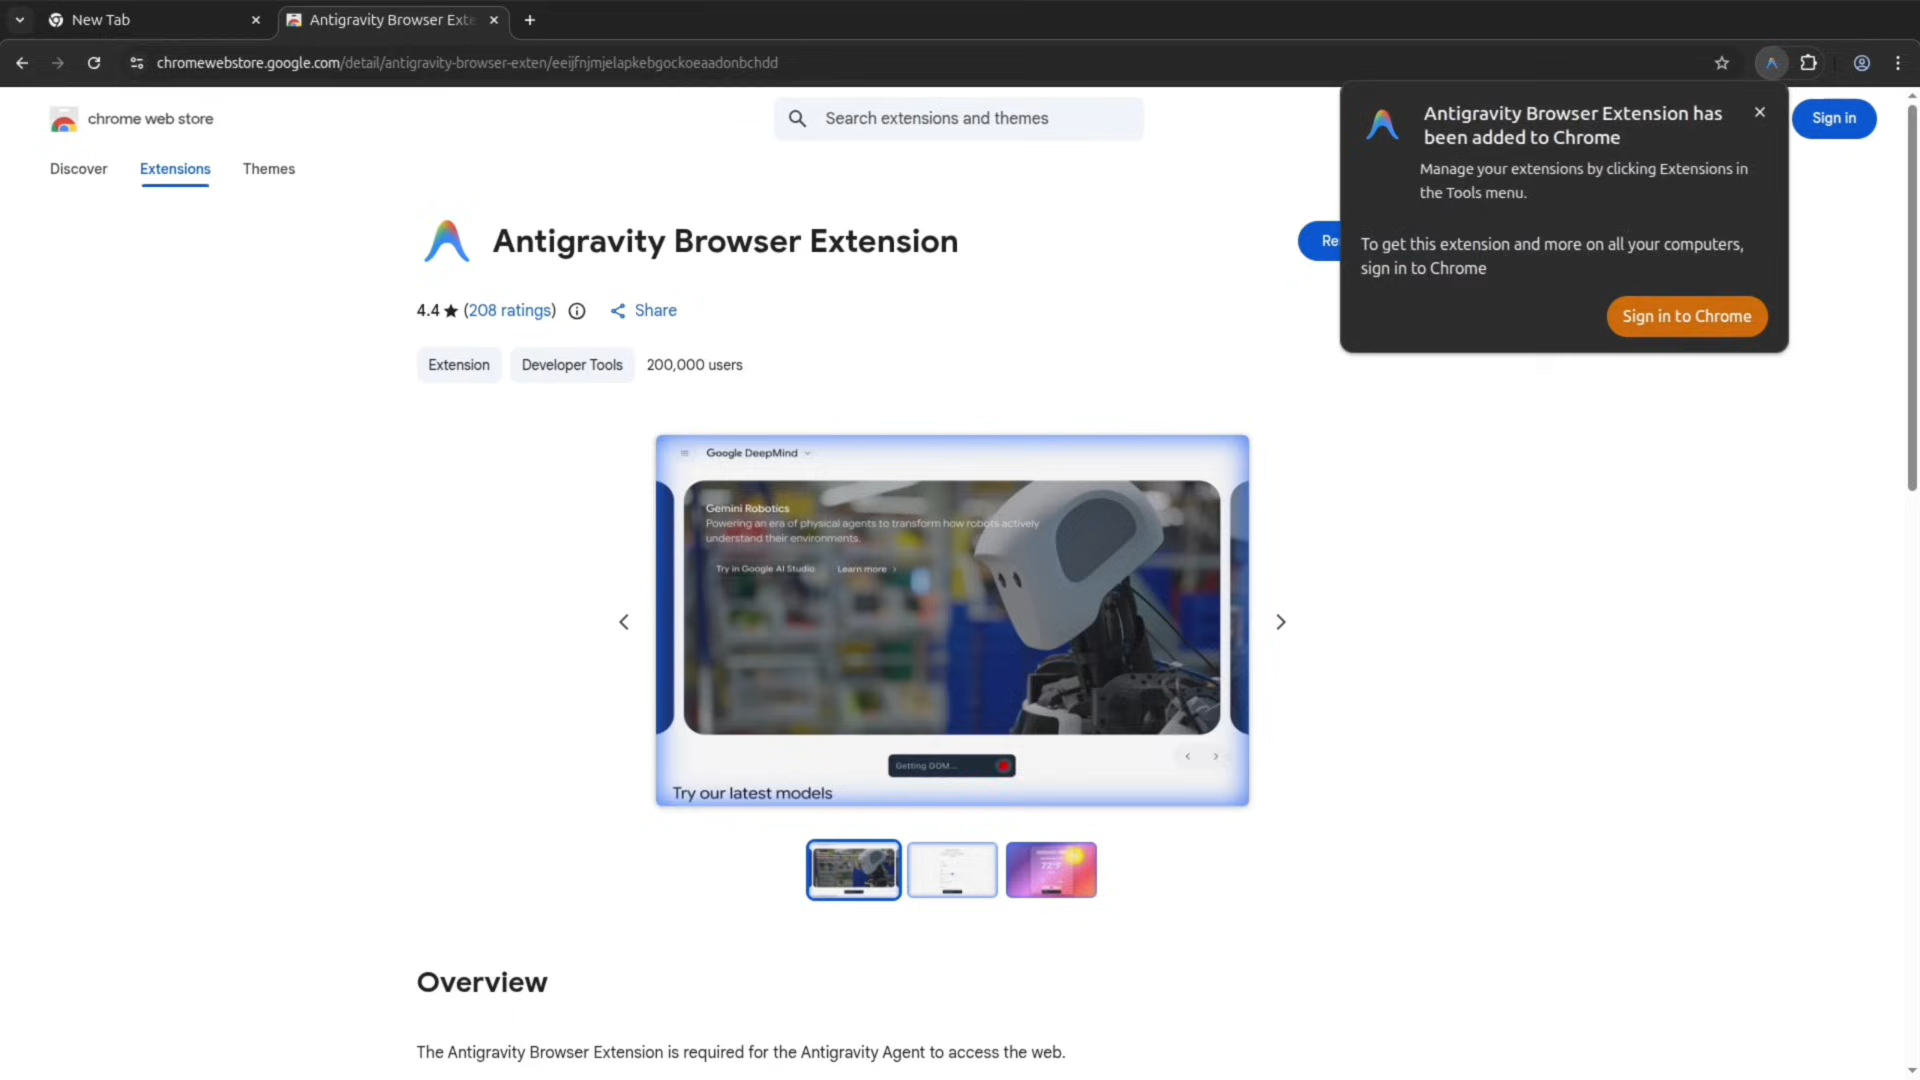 New Tab
Antigravity Browser Exte
chromewebstore.google.com/detail/antigravity-browser-exten/eeijfnjmjelapkebgockoeaadonbchdd
chrome web store
Search extensions and themes
Sign in
Discover
Extensions
Themes
Antigravity Browser Extension has
been added to Chrome
Manage your extensions by clicking Extensions in
the Tools menu.
To get this extension and more on all your computers,
sign in to Chrome
Sign in to Chrome
Antigravity Browser Extension
Re
4.4 ★ (208 ratings)
Share
Extension
Developer Tools
200,000 users
Google DeepMind
Gemini Robotics
Powering an era of physical agents to transform how robots actively
understand their environments.
Try in Google AI Studio
Learn more
Getting DOM...
Try our latest models
Overview
The Antigravity Browser Extension is required for the Antigravity Agent to access the web.